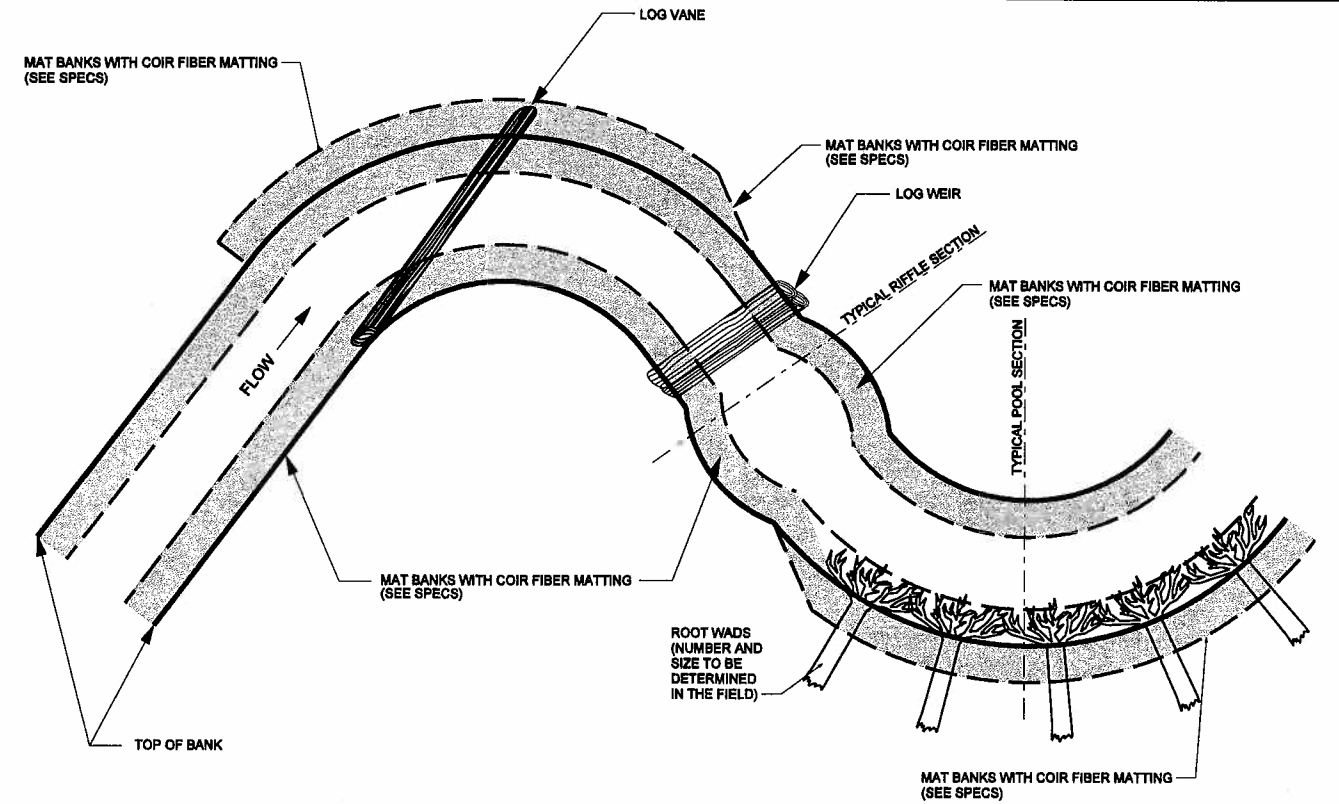 LOG VANE
MAT BANKS WITH COIR FIBER MATTING
(SEE SPECS)
MAT BANKS WITH COIR FIBER MATTING
(SEE SPECS)
LOG WEIR
TYPICAL RIFFLE SECTION
MAT BANKS WITH COIR FIBER MATTING
(SEE SPECS)
TYPICAL POOL SECTION
FLOW
MAT BANKS WITH COIR FIBER MATTING
(SEE SPECS)
ROOT WADS
(NUMBER AND
SIZE TO BE
DETERMINED
IN THE FIELD)
TOP OF BANK
MAT BANKS WITH COIR FIBER MATTING
(SEE SPECS)